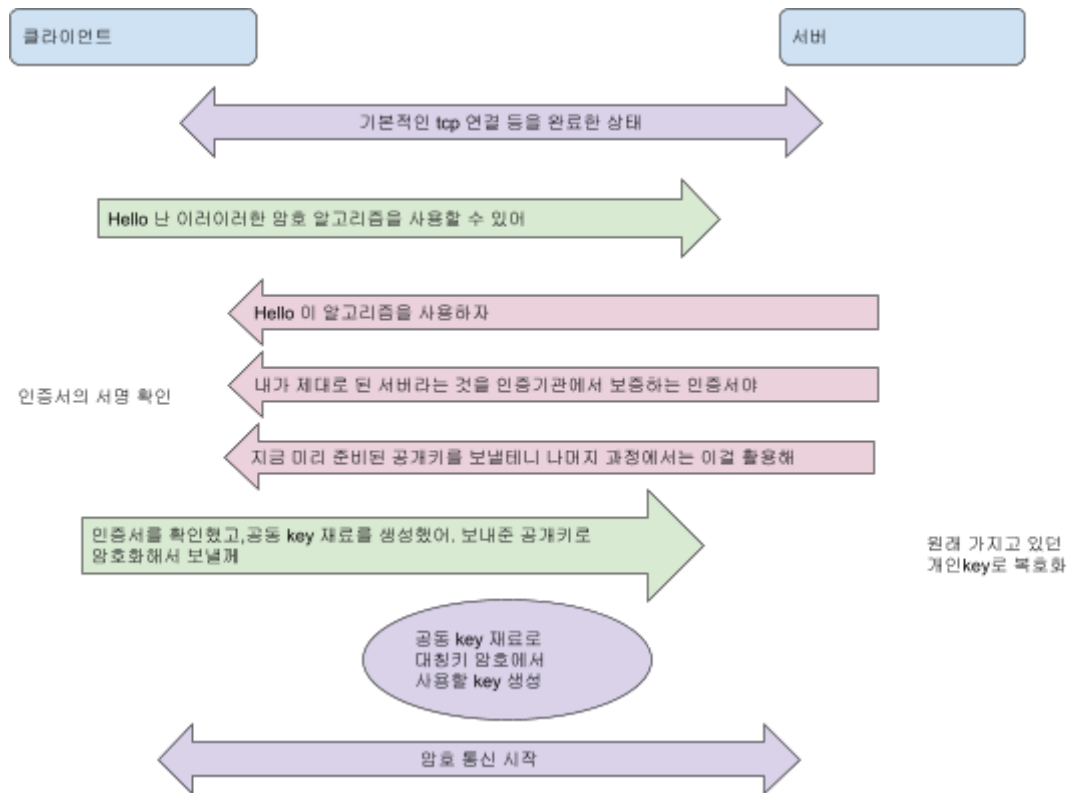 클라이언트
서버
기본적인 tcp 연결 등을 완료한 상태
Hello 난 이러이러한 암호 알고리즘을 사용할 수 있어
Hello 이 알고리즘을 사용하자
내가 제대로 된 서버라는 것을 인증기관에서 보증하는 인증서야
인증서의 서명 확인
지금 미리 준비된 공개키를 보낼테니 나머지 과정에서는 이걸 활용해
인증서를 확인했고,공동 key 재료를 생성했어. 보내준 공개키로
암호화해서 보낼께
원래 가지고 있던
개인key로 복호화
공동 key 재료로
대칭키 암호에서
사용할 key 생성
암호 통신 시작